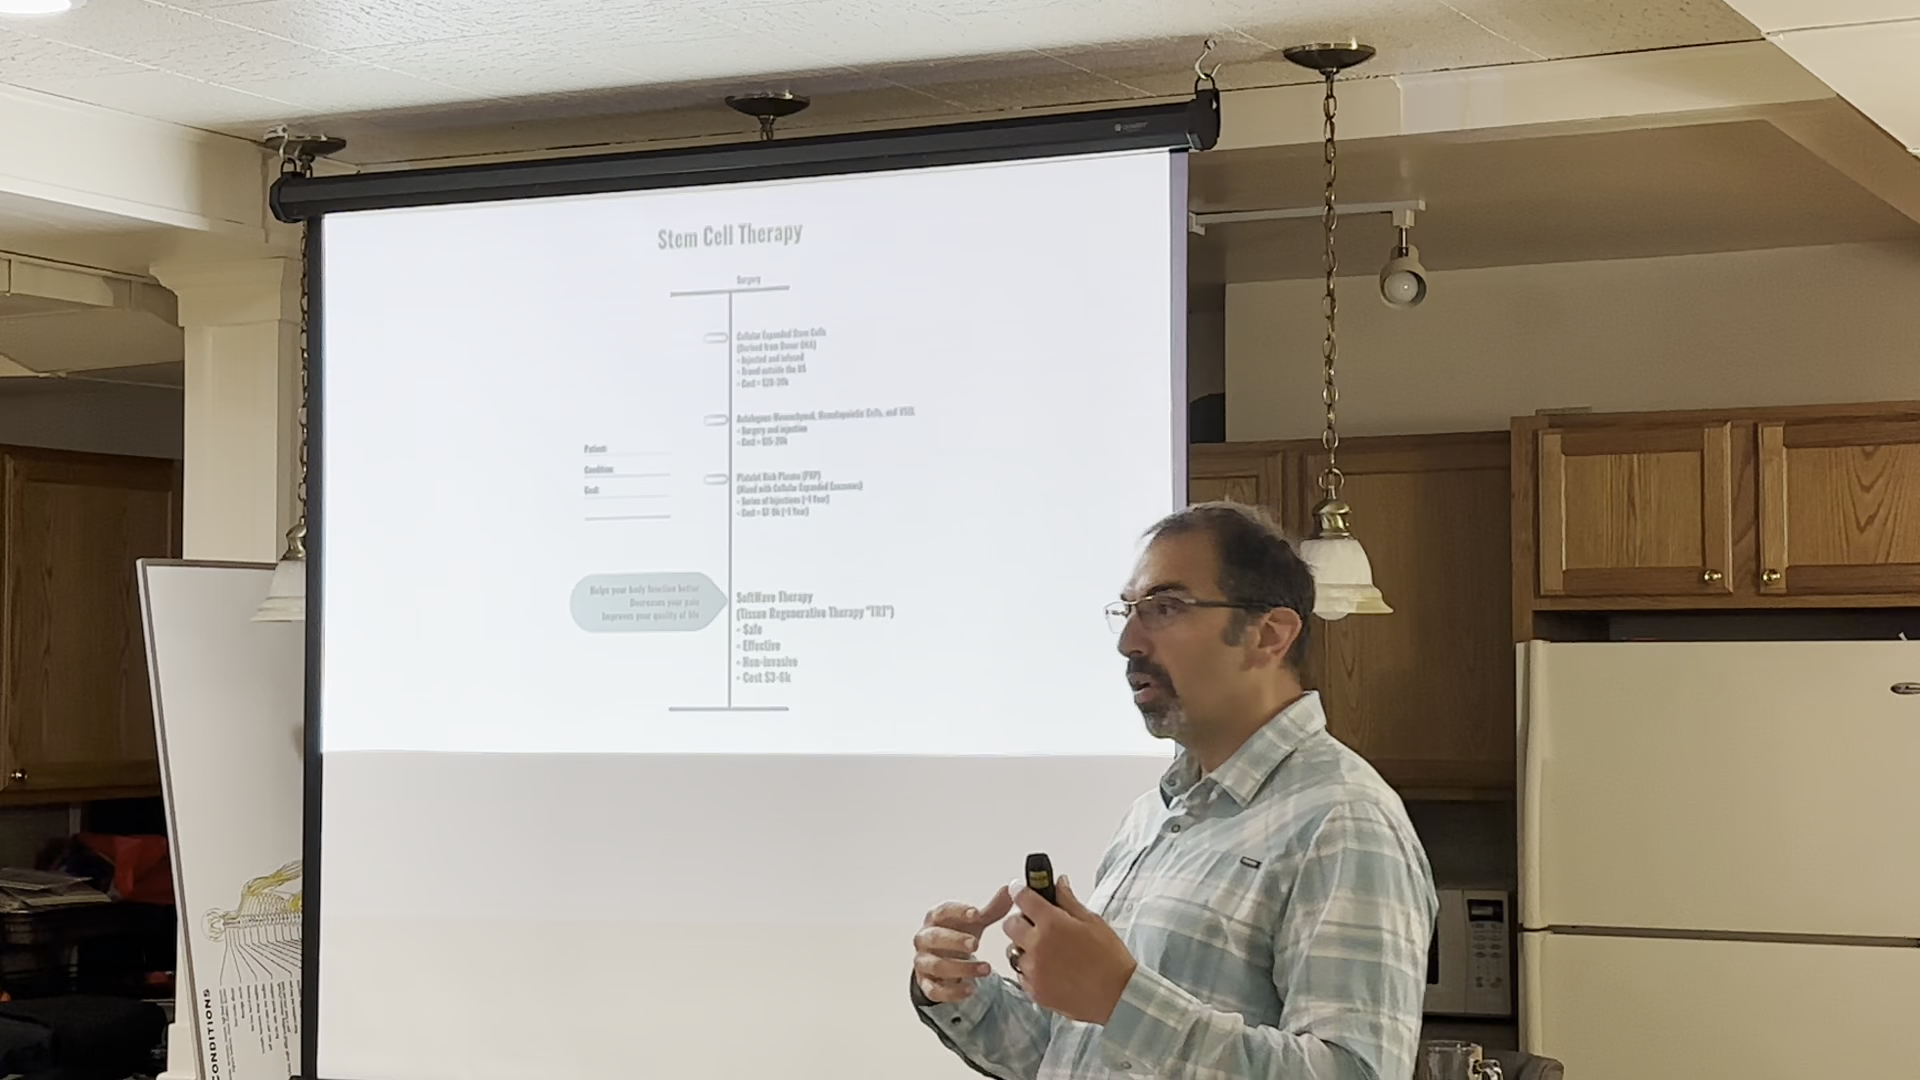 Stem Cell Therapy
Surgery
Cellular Expanded Stem Cells
(Derived from Donor DNA)
- Injected and infused
- Travel outside the US
- Cost = $20-30k
Autologous Mesenchymal, Hematopoietic Cells, and VSEL
- Surgery and injection
- Cost = $15-20k
Patient:
Condition:
Goal:
Platelet Rich Plasma (PRP)
(Mixed with Cellular Expanded Exosomes)
- Series of Injections (~1 Year)
(~1 Year)
Helps your body function better
Decreases your pain
Improves your quality of life
SoftWave Therapy
(Tissue Regenerative Therapy "TRT")
- Safe
- Effective
- Non-invasive
- Cost $3-6k
CONDITIONS